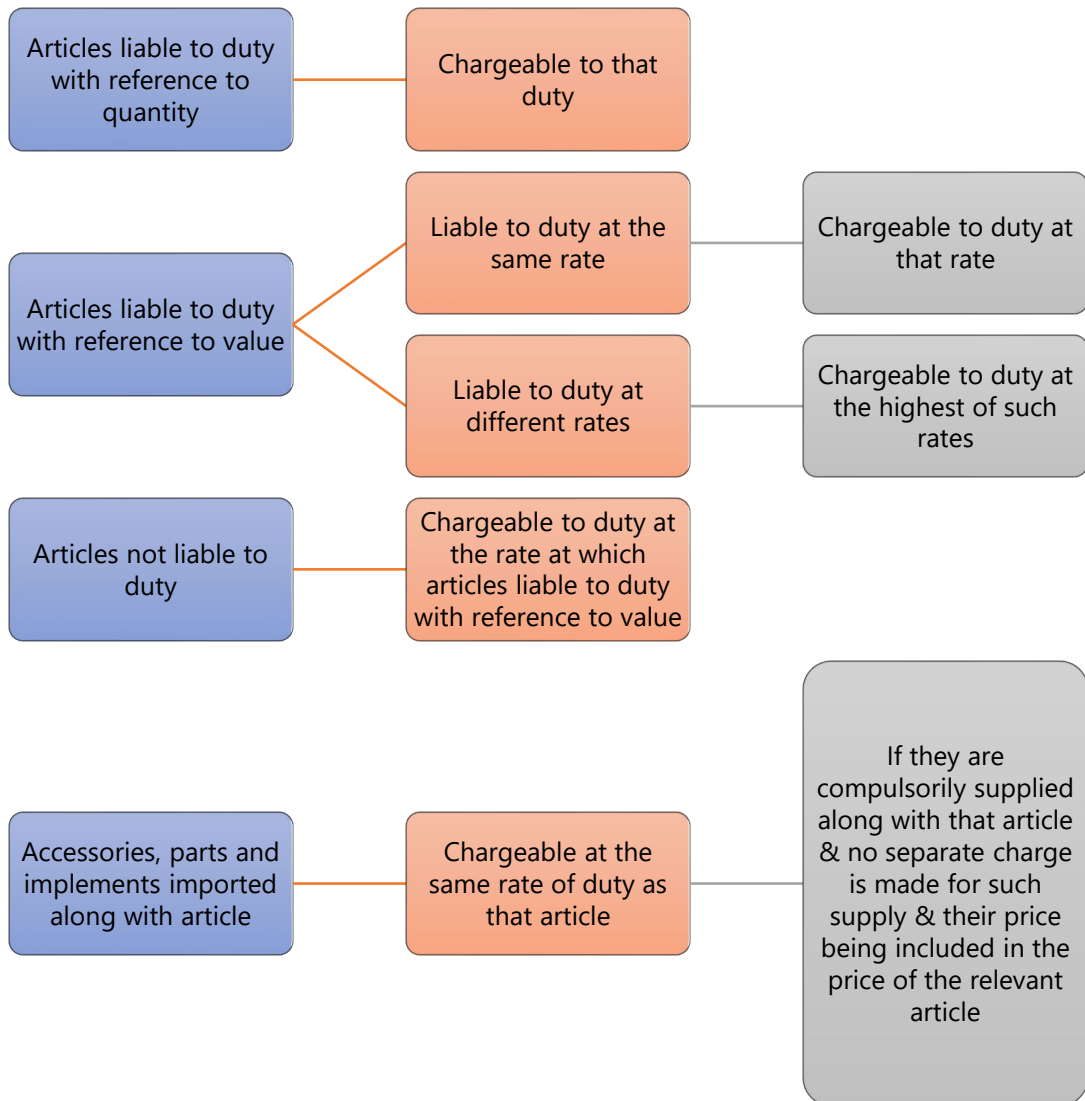 Articles liable to duty
with reference to
quantity
Chargeable to that
duty
Articles liable to duty
with reference to value
Liable to duty at the
same rate
Chargeable to duty at
that rate
Liable to duty at
different rates
Chargeable to duty at
the highest of such
rates
Articles not liable to
duty
Chargeable to duty at
the rate at which
articles liable to duty
with reference to value
Accessories, parts and
implements imported
along with article
Chargeable at the
same rate of duty as
that article
If they are
compulsorily supplied
along with that article
& no separate charge
is made for such
supply & their price
being included in the
price of the relevant
article